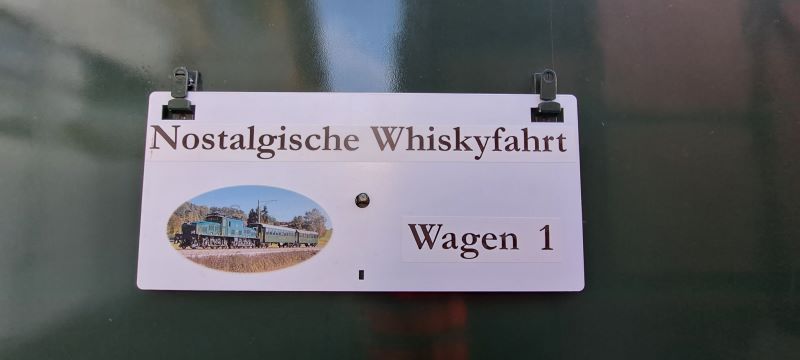 Nostalgische Whiskyfahrt
Wagen 1